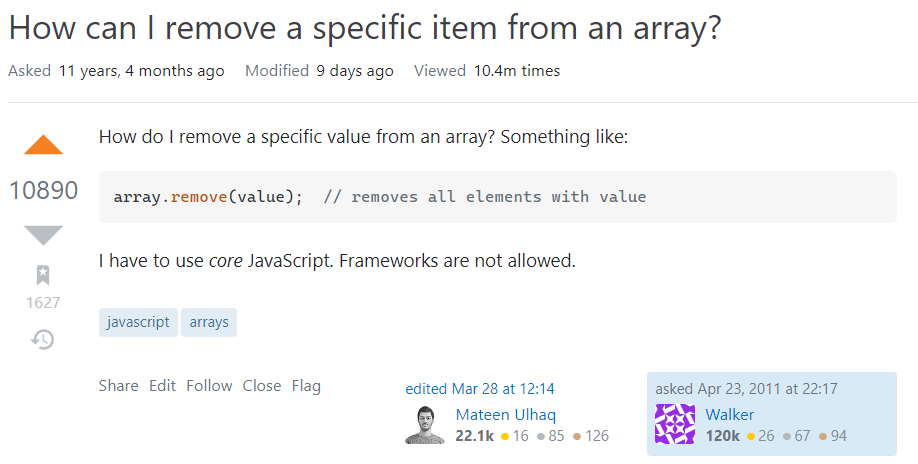 How can I remove a specific item from an array?
Asked 11 years, 4 months ago Modified 9 days ago Viewed 10.4m times
How do I remove a specific value from an array? Something like:
10890
array.remove(value);  // removes all elements with value
I have to use core JavaScript. Frameworks are not allowed.
1627
javascript arrays
Share Edit Follow Close Flag
edited Mar 28 at 12:14
Mateen Ulhaq
22.1k 16 85 126
asked Apr 23, 2011 at 22:17
Walker
120k 26 67 94